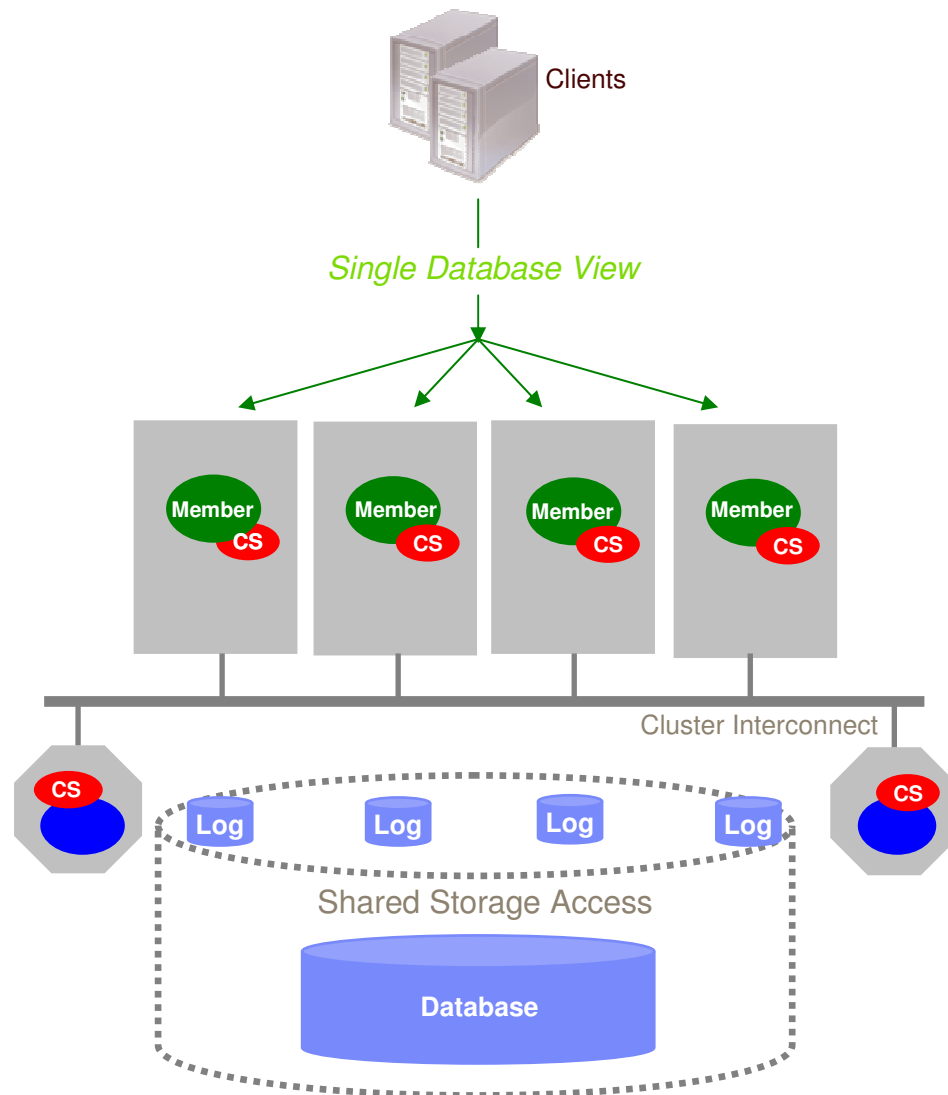 Clients
Single Database View
Member
CS
Member
CS
Member
CS
Member
CS
Cluster Interconnect
CS
CS
Log
Log
Log
Log
Shared Storage Access
Database